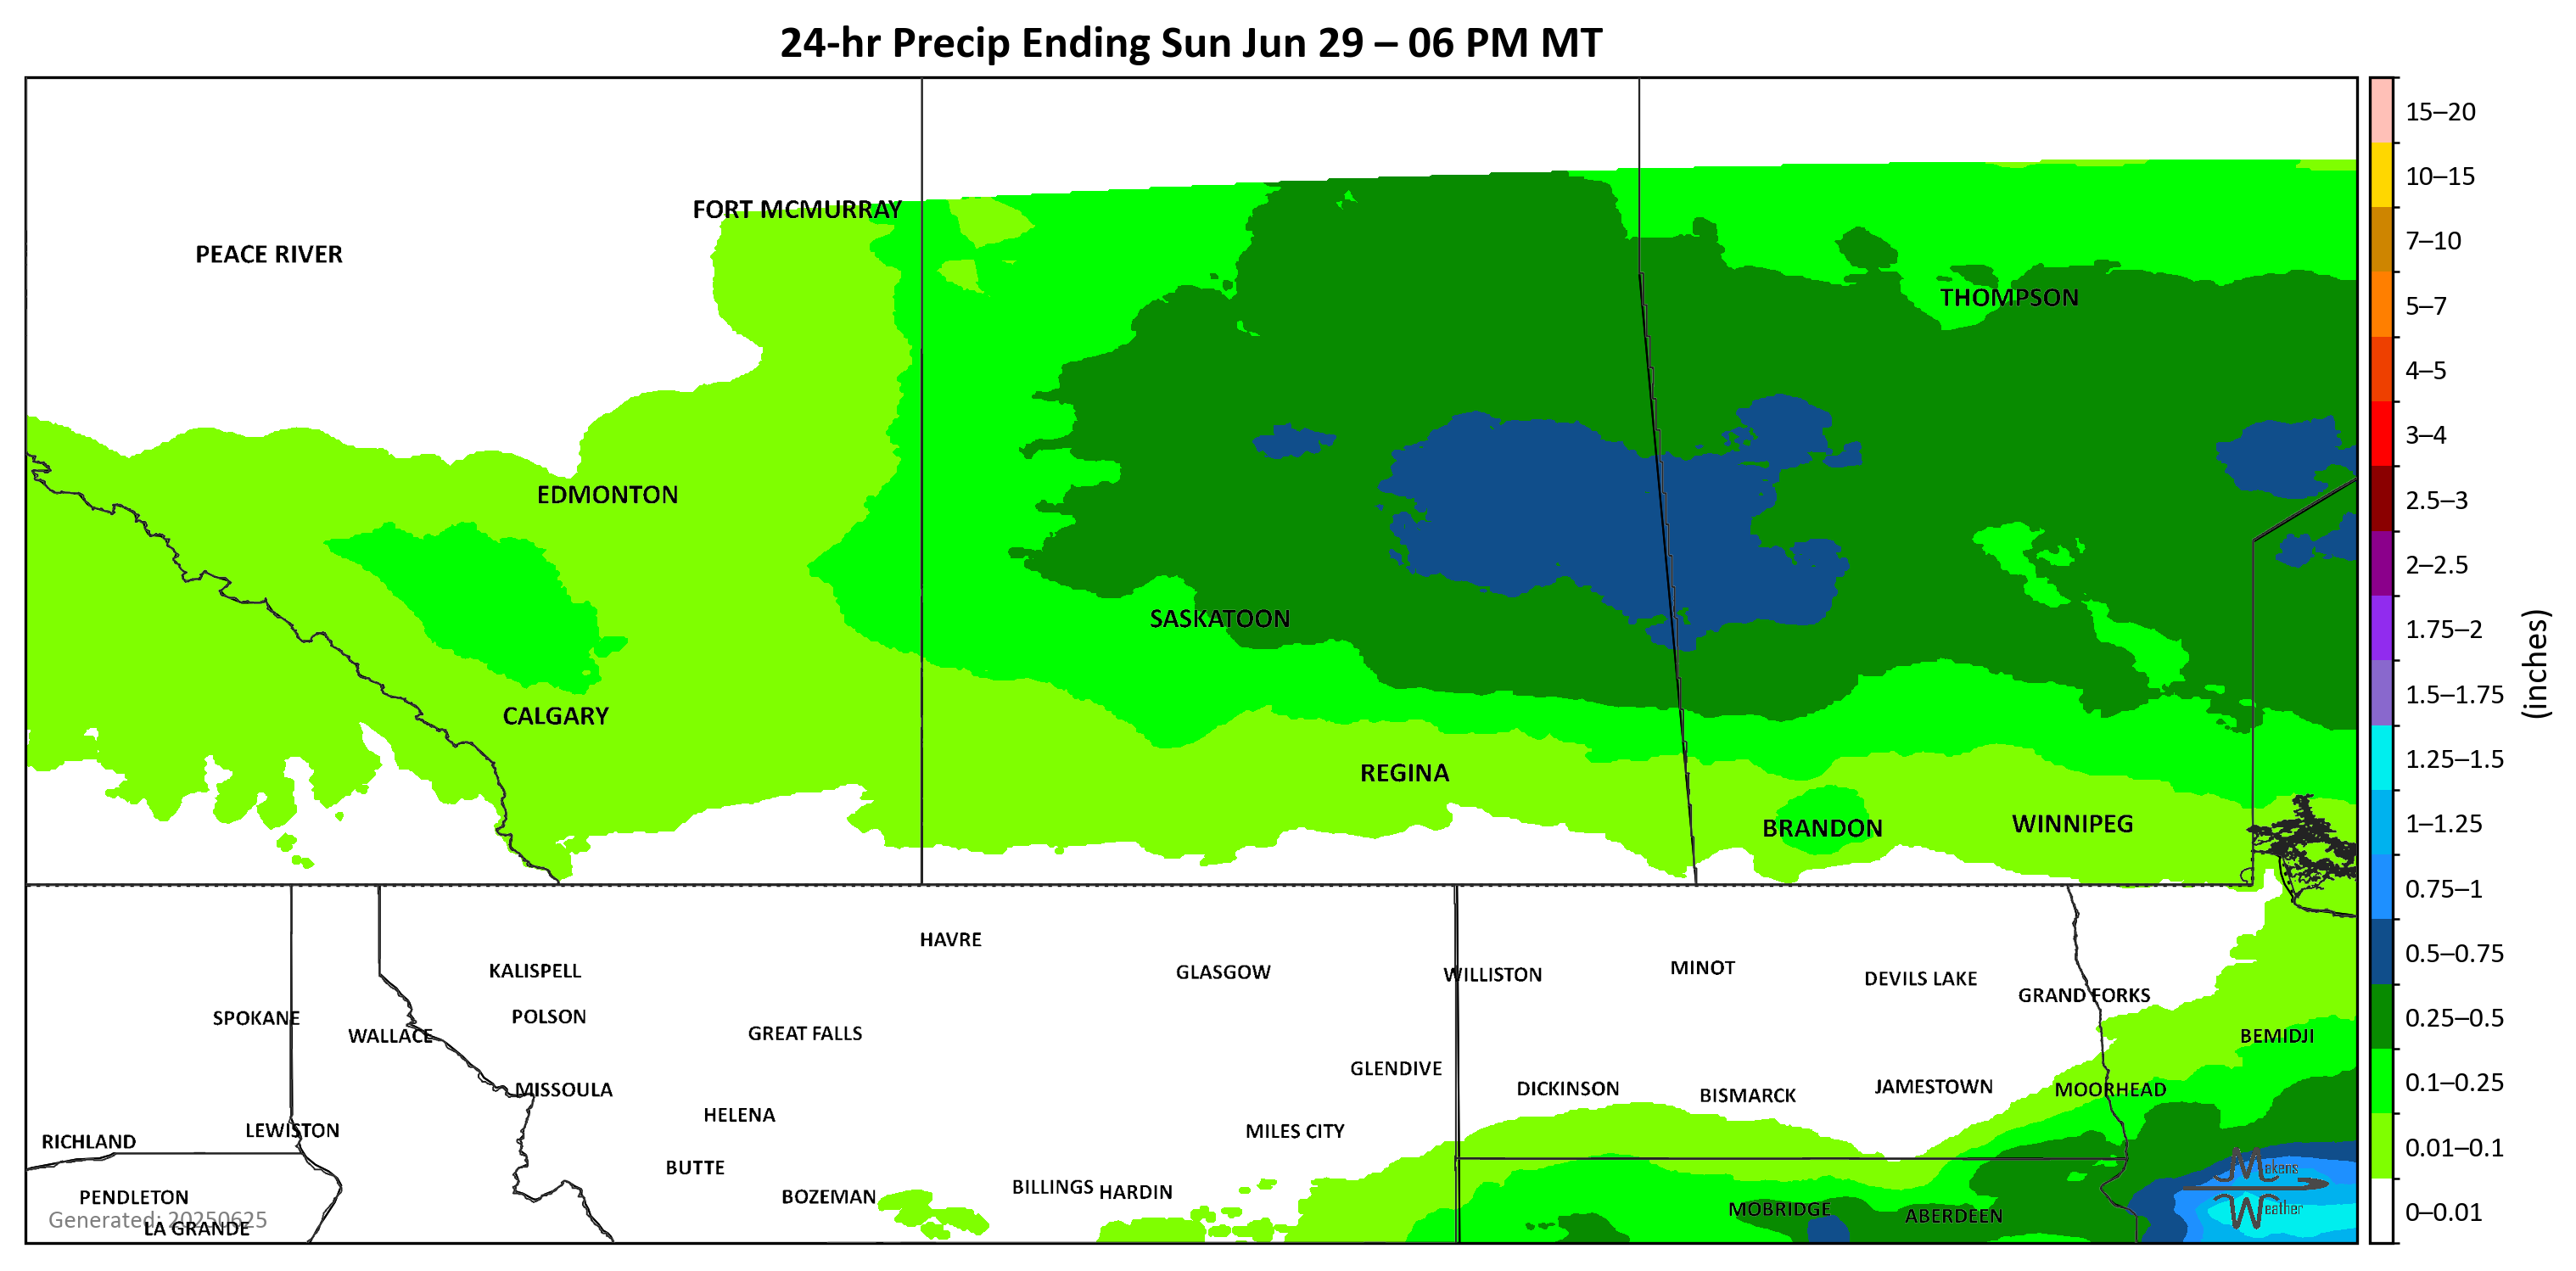 24-hr Precip Ending Sun Jun 29 – 06 PM MT
FORT MCMURRAY
PEACE RIVER
THOMPSON
EDMONTON
SASKATOON
CALGARY
REGINA
BRANDON
WINNIPEG
HAVRE
KALISPELL
GLASGOW
WILLISTON
MINOT
DEVILS LAKE
GRAND FORKS
SPOKANE
POLSON
WALLACE
GREAT FALLS
BEMIDJI
GLENDIVE
MISSOULA
DICKINSON
BISMARCK
JAMESTOWN
MOORHEAD
HELENA
LEWISTON
MILES CITY
RICHLAND
BUTTE
BILLINGS
HARDIN
BOZEMAN
PENDLETON
MOBRIDGE
ABERDEEN
Generated: 20250625
LA GRANDE
Mekens
Weather
15–20
10–15
7–10
5–7
4–5
3–4
2.5–3
2–2.5
1.75–2
1.5–1.75
1.25–1.5
1–1.25
0.75–1
0.5–0.75
0.25–0.5
0.1–0.25
0.01–0.1
0–0.01
(inches)